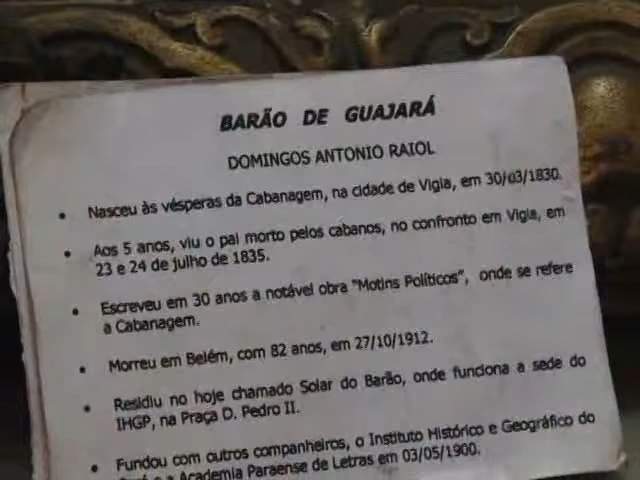 BARÃO DE GUAJARÁ
DOMINGOS ANTONIO RAIOL
• Nasceu às vésperas da Cabanagem, na cidade de Vigia, em 30/03/1830.
• Aos 5 anos, viu o pai morto pelos cabanos, no confronto em Vigia, em
23 e 24 de julho de 1835.
• Escreveu em 30 anos a notável obra "Motins Políticos", onde se refere
a Cabanagem.
• Morreu em Belém, com 82 anos, em 27/10/1912.
• Residiu no hoje chamado Solar do Barão, onde funciona a sede do
IHGP, na Praça D. Pedro II.
• Fundou com outros companheiros, o Instituto Histórico e Geográfico do
e a Academia Paraense de Letras em 03/05/1900.